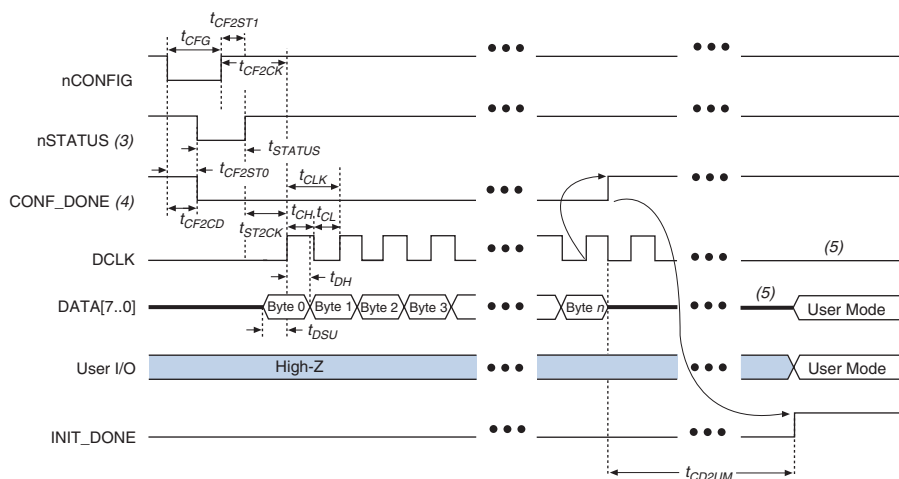 tCF2ST1
tCFG
tCF2CK
nCONFIG
nSTATUS (3)
tSTATUS
tCF2ST0
tCLK
CONF_DONE (4)
tCF2CD
tCH tCL
tST2CK
DCLK
(5)
tDH
DATA[7..0]
Byte 0 Byte 1 Byte 2 Byte 3 Byte n
(5)
User Mode
tDSU
User I/O
High-Z
User Mode
INIT_DONE
tCD2UM